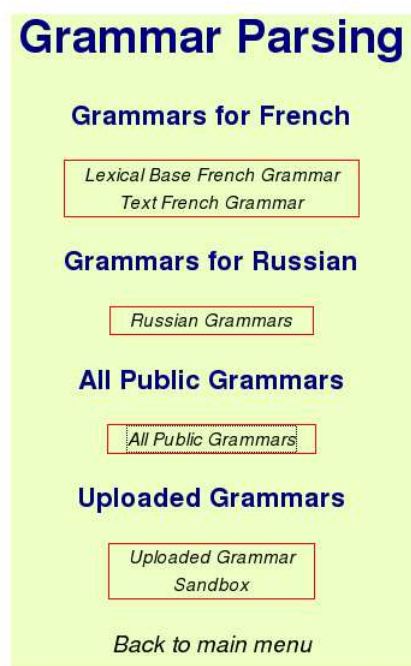 Grammar Parsing
Grammars for French
Lexical Base French Grammar
Text French Grammar
Grammars for Russian
Russian Grammars
All Public Grammars
All Public Grammars
Uploaded Grammars
Uploaded Grammar
Sandbox
Back to main menu